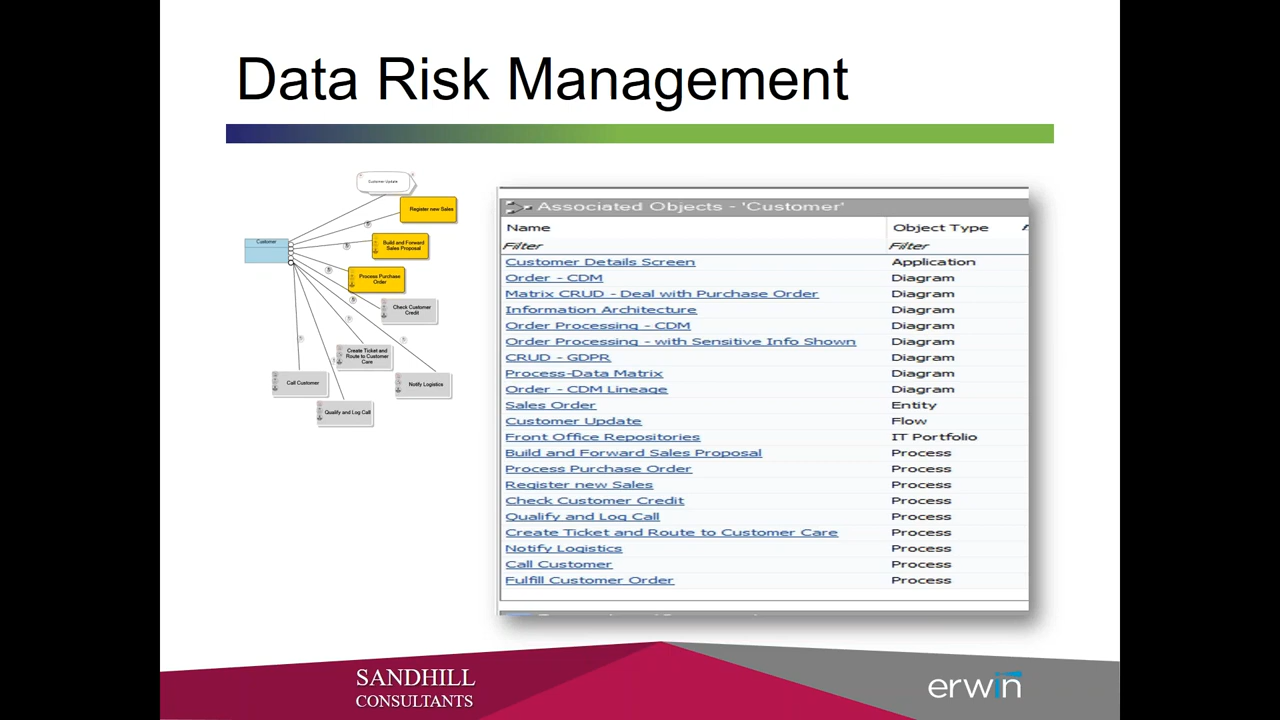 Data Risk Management
Customer Update
Register new Sales
Customer
Build and Forward
Sales Proposal
Process Purchase
Order
Check Customer
Credit
Create Ticket and
Route to Customer
Care
Call Customer
Notify Logistics
Qualify and Log Call
Associated Objects - 'Customer'
Name Object Type
Filter Filter
Customer Details Screen Application
Order - CDM Diagram
Matrix CRUD - Deal with Purchase Order Diagram
Information Architecture Diagram
Order Processing - CDM Diagram
Order Processing - with Sensitive Info Shown Diagram
CRUD - GDPR Diagram
Process-Data Matrix Diagram
Order - CDM Lineage Diagram
Sales Order Entity
Customer Update Flow
Front Office Repositories IT Portfolio
Build and Forward Sales Proposal Process
Process Purchase Order Process
Register new Sales Process
Check Customer Credit Process
Qualify and Log Call Process
Create Ticket and Route to Customer Care Process
Notify Logistics Process
Call Customer Process
Fulfill Customer Order Process
SANDHILL
CONSULTANTS
erwin